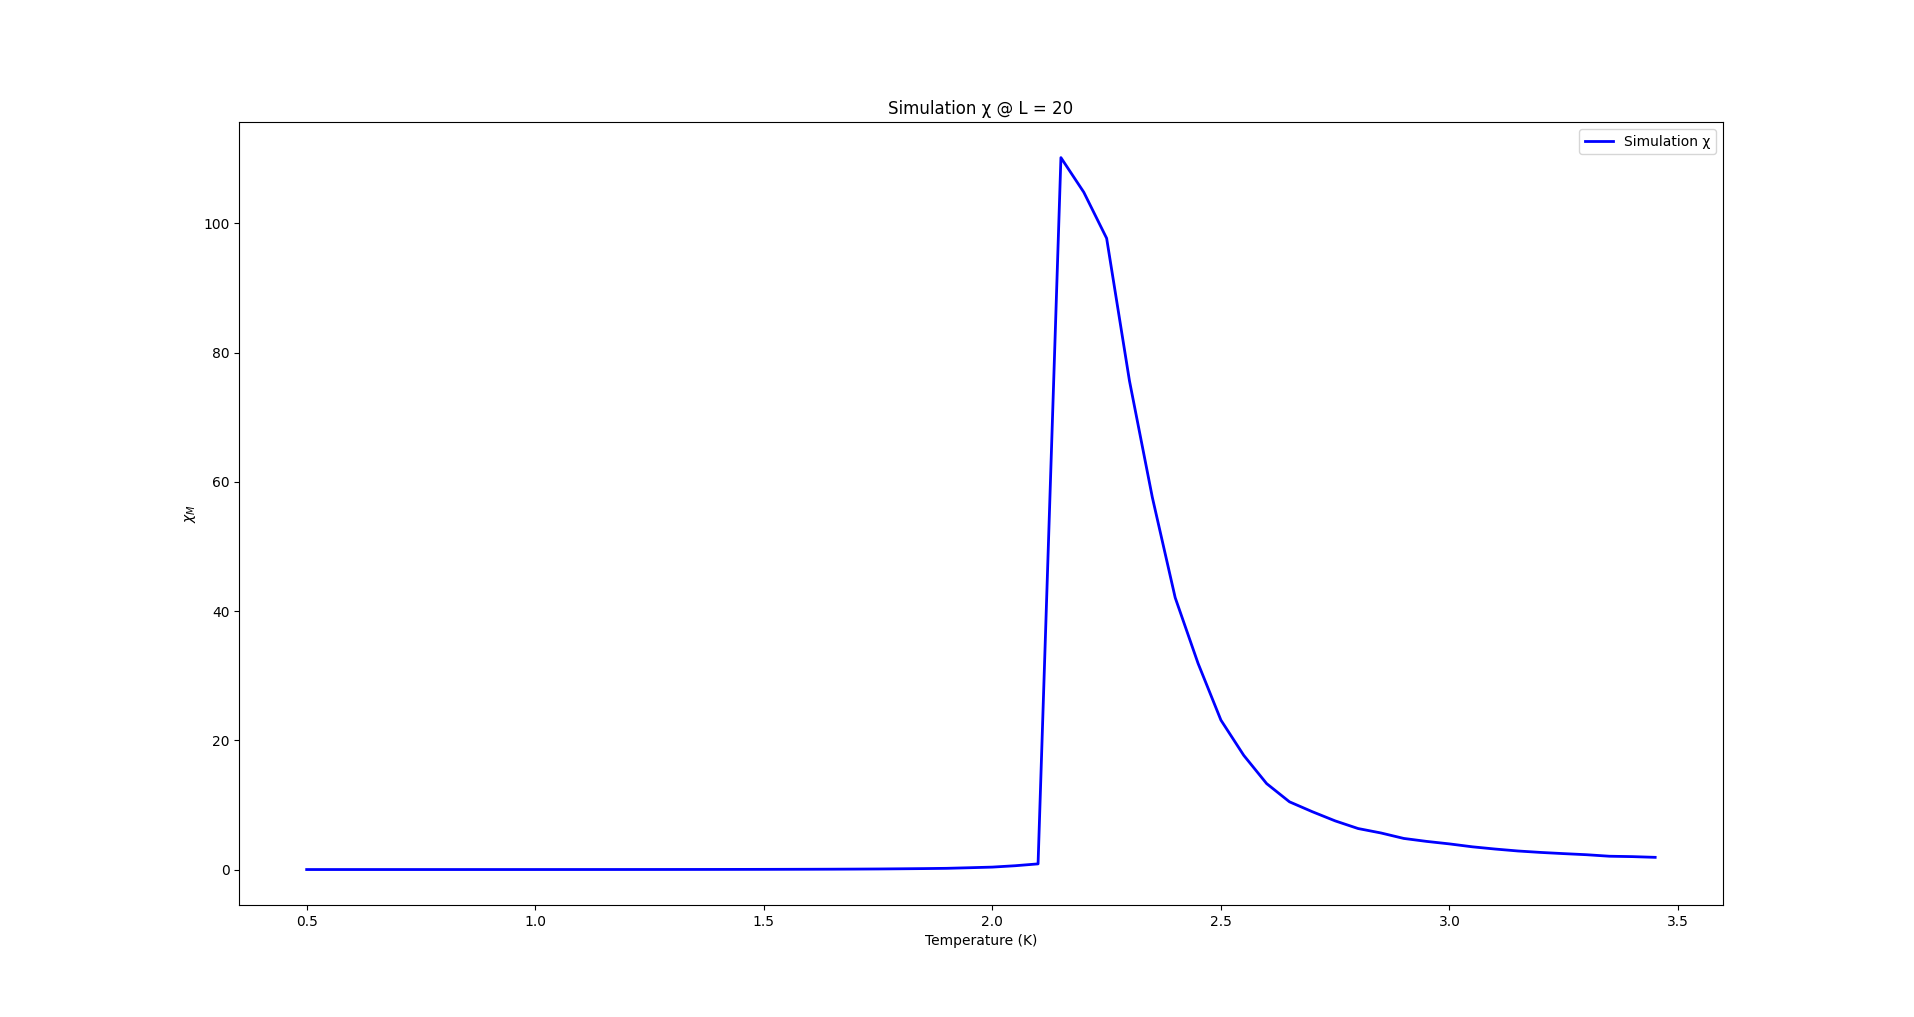 Simulation χ @ L = 20
Simulation χ
100
80
60
40
20
0
χM
0.5 1.0 1.5 2.0 2.5 3.0 3.5
Temperature (K)